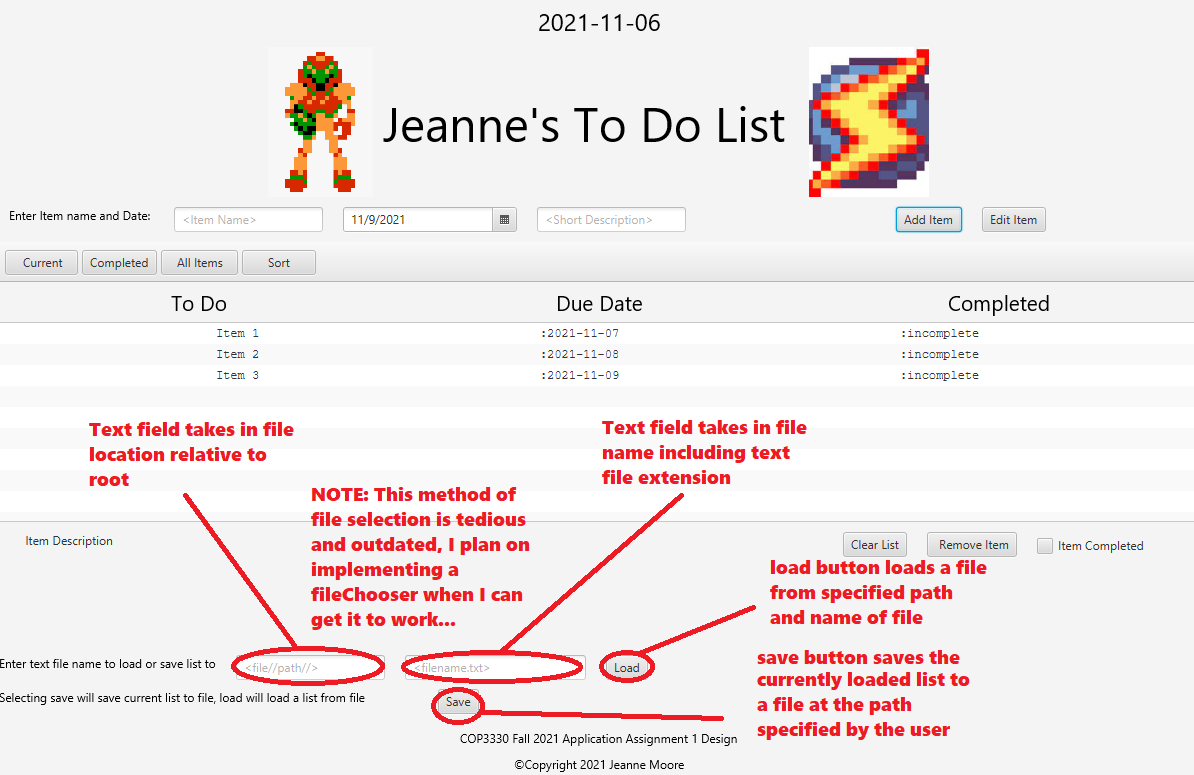 2021-11-06
Jeanne's To Do List
Enter Item name and Date: <Item Name> 11/9/2021 <Short Description> Add Item Edit Item
Current Completed All Items Sort
To Do Due Date Completed
Item 1 :2021-11-07 :incomplete
Item 2 :2021-11-08 :incomplete
Item 3 :2021-11-09 :incomplete
Text field takes in file
location relative to
root
Text field takes in file
name including text
file extension
NOTE: This method of
file selection is tedious
and outdated, I plan on
implementing a
fileChooser when I can
get it to work...
Item Description Clear List Remove Item Item Completed
load button loads a file
from specified path
and name of file
Enter text file name to load or save list to <file//path//> <filename.txt> Load
save button saves the
currently loaded list to
a file at the path
specified by the user
Selecting save will save current list to file, load will load a list from file Save
COP3330 Fall 2021 Application Assignment 1 Design
©Copyright 2021 Jeanne Moore